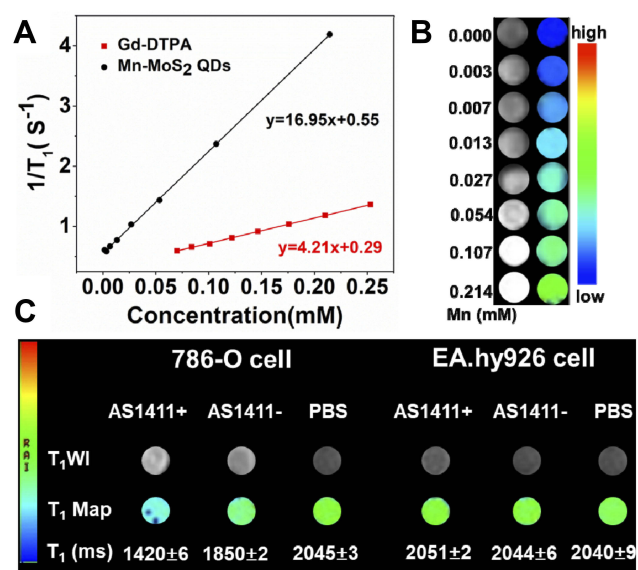 A
Gd-DTPA
Mn-MoS2 QDs
1/T1( S-1)
4
3
2
1
y=16.95x+0.55
y=4.21x+0.29
0.00 0.05 0.10 0.15 0.20 0.25
Concentration(mM)
B
0.000
0.003
0.007
0.013
0.027
0.054
0.107
0.214
Mn (mM)
high
low
C
786-O cell EA.hy926 cell
AS1411+ AS1411- PBS AS1411+ AS1411- PBS
T1WI
T1 Map
T1 (ms) 1420±6 1850±2 2045±3 2051±2 2044±6 2040±9